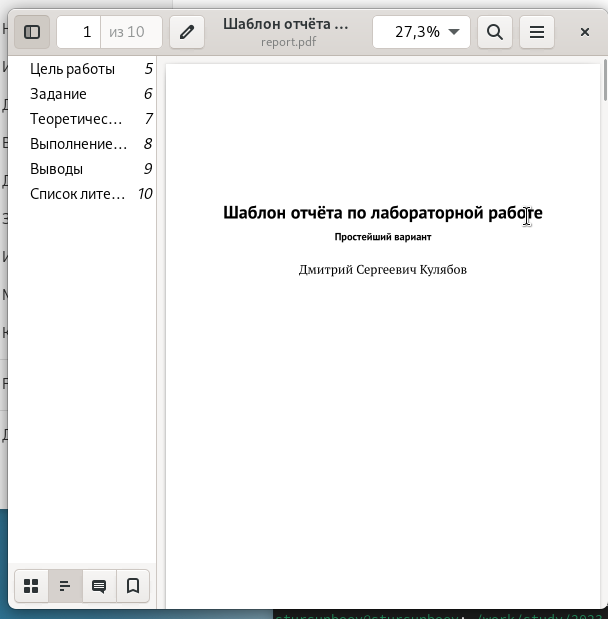 1 из 10
Шаблон отчёта ...
report.pdf
27,3%
Цель работы 5
Задание 6
Теоретичес... 7
Выполнение... 8
Выводы 9
Список лите... 10
Шаблон отчёта по лабораторной работе
Простейший вариант
Дмитрий Сергеевич Кулябов